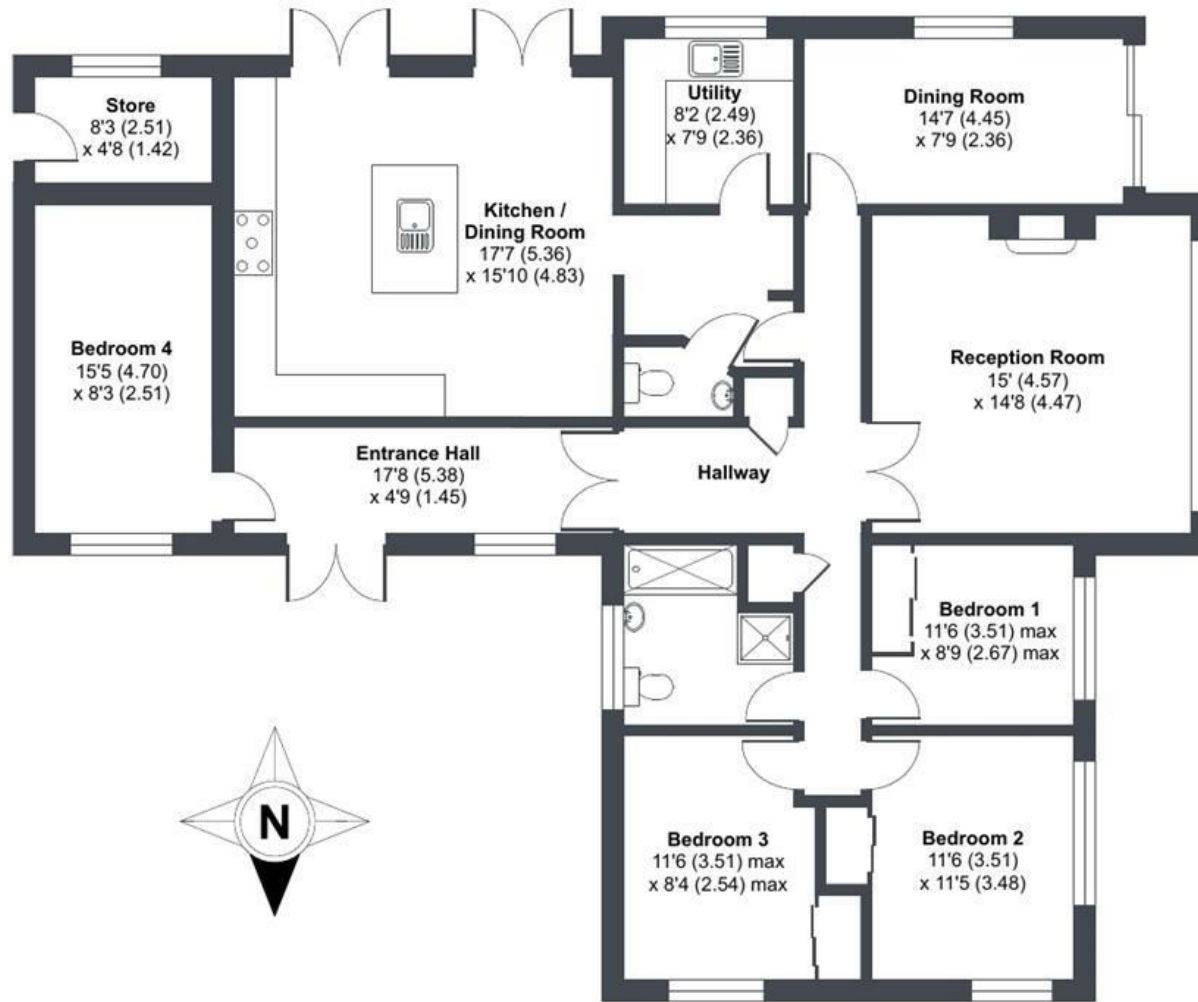 Store
8'3 (2.51)
x 4'8 (1.42)
Utility
8'2 (2.49)
x 7'9 (2.36)
Dining Room
14'7 (4.45)
x 7'9 (2.36)
Kitchen /
Dining Room
17'7 (5.36)
x 15'10 (4.83)
Bedroom 4
15'5 (4.70)
x 8'3 (2.51)
Reception Room
15' (4.57)
x 14'8 (4.47)
Entrance Hall
17'8 (5.38)
x 4'9 (1.45)
Hallway
Bedroom 1
11'6 (3.51) max
x 8'9 (2.67) max
N
Bedroom 3
11'6 (3.51) max
x 8'4 (2.54) max
Bedroom 2
11'6 (3.51)
x 11'5 (3.48)